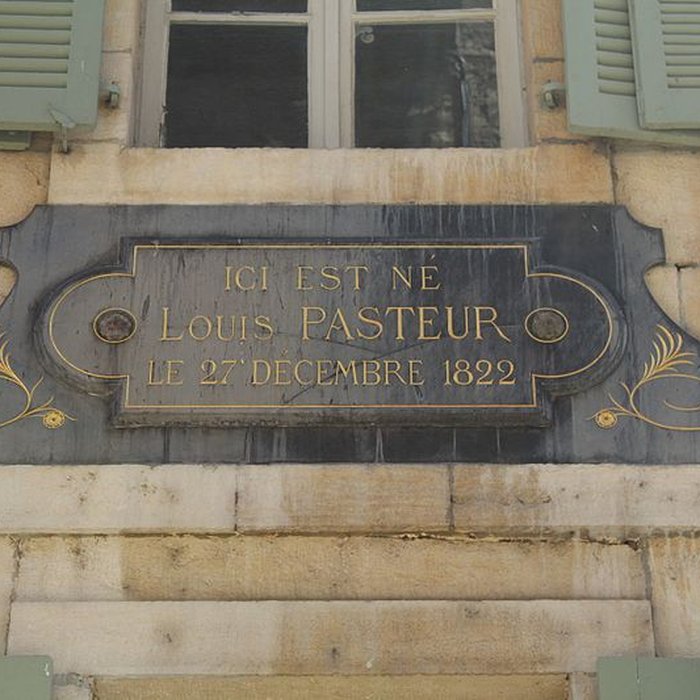 ICI EST NÉ
LOUIS PASTEUR
LE 27 DÉCEMBRE 1822